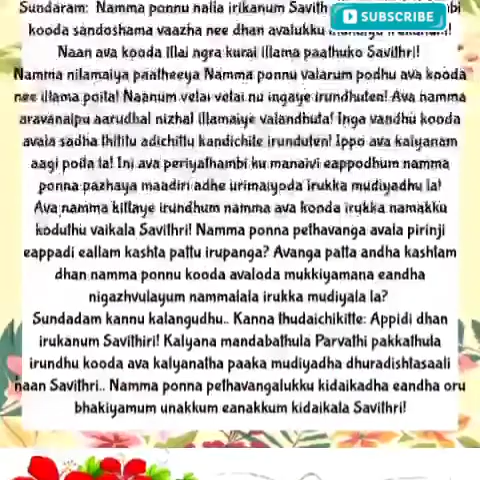 Sundaram: Namma ponnu nalla irikanum Savith
SUBSCRIBE
kooda sandoshama vaazha nee dhan avalukku
Naan ava kooda illai ngra kurai illama paathuko Savithri!
Namma nilamaiya paatheeya Namma ponnu valarum podhu ava kooda
nee illama poita! Naanum velai velai nu ingaye irundhuten! Ava namma
aravanaipu aarudhal nizhal illamaiye valandhuta! Inga vandhu kooda
avala sadha thititu adichittu kandichite irunduten! Ippo ava kalyanam
aagi poita ta! Ini ava periyathambi ku manaivi eappodhum namma
ponna pazhaya maadiri adhe urimaiyoda irukka mudiyadhu la!
Ava namma kittaye irundhum namma ava konda irukka namakku
koduthu vaikala Savithri! Namma ponna pethavanga avala pirinji
eappadi eallam kashta pattu irupanga? Avanga patta andha kashtam
dhan namma ponnu kooda avaloda mukkiyamana eandha
nigazhvulayum nammalala irukka mudiyala la?
Sundadam kannu kalangudhu.. Kanna thudaichikitte: Appidi dhan
irukanum Savithiri! Kalyana mandabathula Parvathi pakkathula
irundhu kooda ava kalyanatha paaka mudiyadha dhuradishtasaali
naan Savithri.. Namma ponna pethavangalukku kidaikadha eandha oru
bhakiyamum unakkum eanakkum kidaikala Savithri!